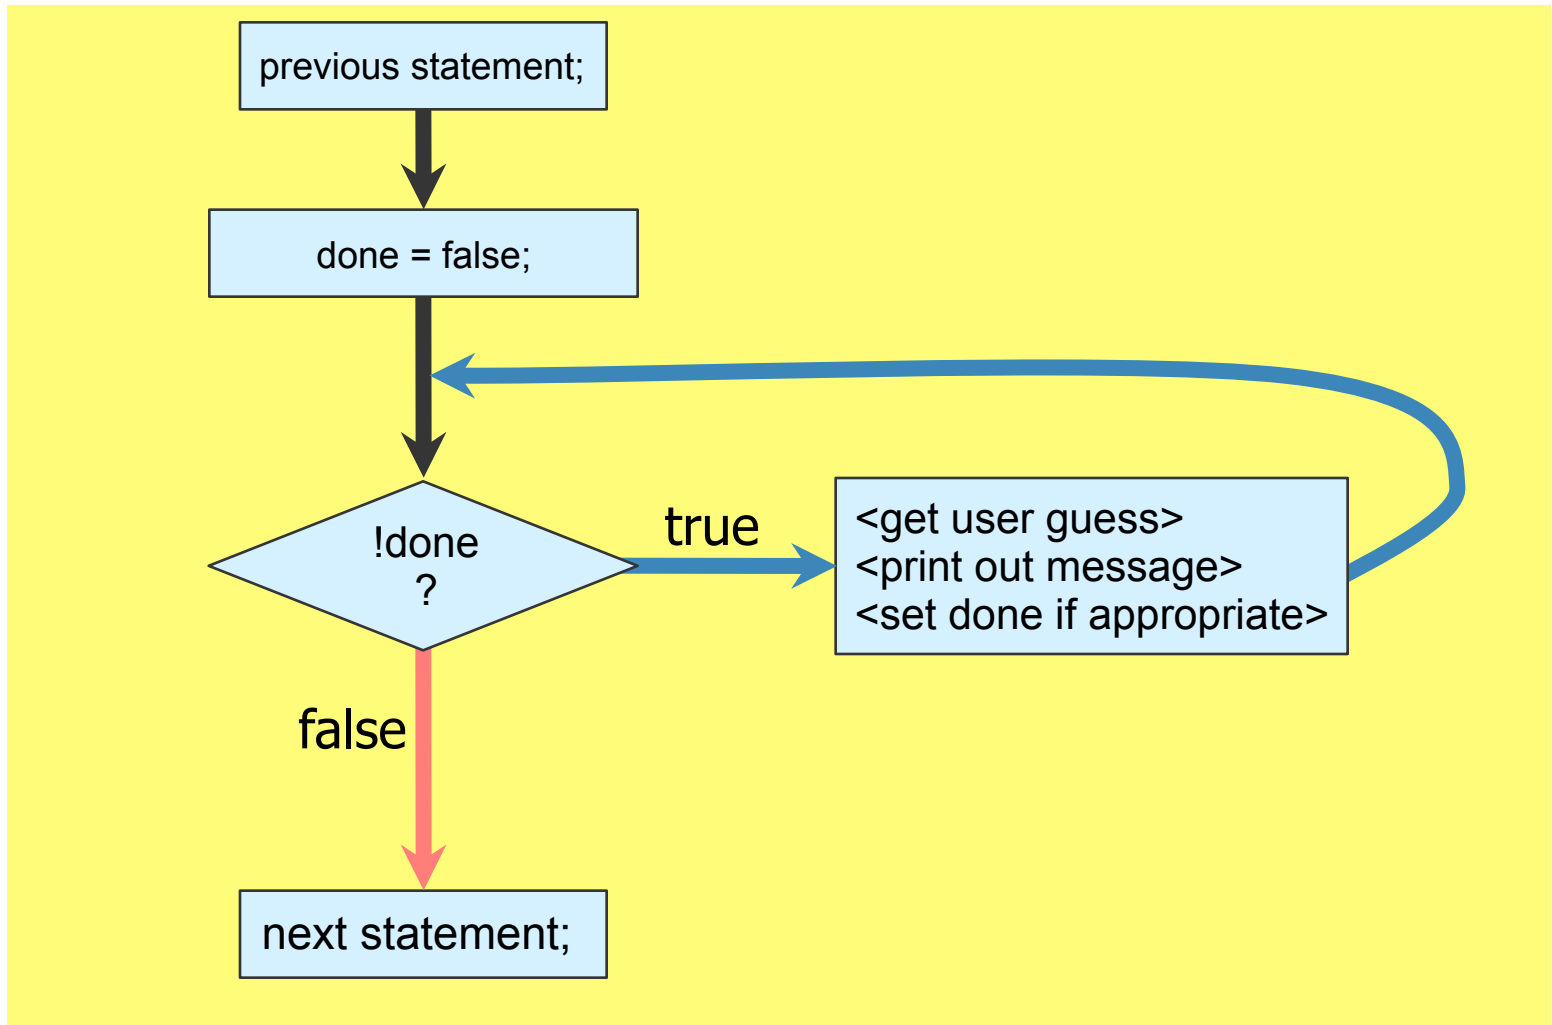 previous statement;
done = false;
!done
?
true
<get user guess>
<print out message>
<set done if appropriate>
false
next statement;